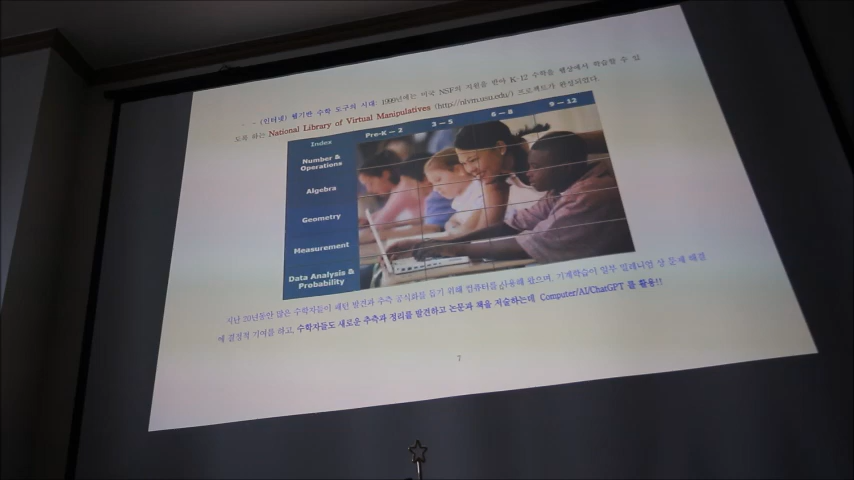 - - (인터넷) 웹기반 수학 도구의 시대: 1999년에는 미국 NSF의 지원을 받아 K-12 수학을 웹상에서 학습할 수 있
도록 하는 National Library of Virtual Manipulatives (http://nlvm.usu.edu/) 프로젝트가 완성되었다.
Index Pre-K — 2 3 — 5 6 — 8 9 — 12
Number &
Operations
Algebra
Geometry
Measurement
Data Analysis &
Probability
지난 20년동안 많은 수학자들이 패턴 발견과 추측 공식화를 돕기 위해 컴퓨터를 사용해 왔으며, 기계학습이 일부 밀레니엄 상 문제 해결
에 결정적 기여를 하고, 수학자들도 새로운 추측과 정리를 발견하고 논문과 책을 저술하는데 Computer/AI/ChatGPT 를 활용!!
7